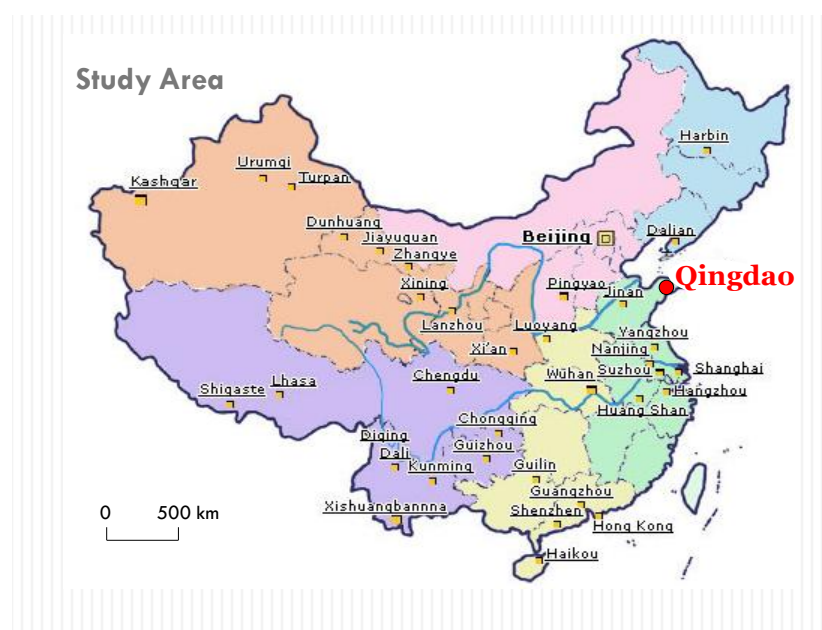 Study Area
Harbin
Urumqi
Kashgar
Turpan
Dunhuang
Dalian
Jiayuguan
Beijing
Zhangye
Qingdao
Xining
Pingyao
Jinan
Lanzhou
Luoyang
Yangzhou
Xi'an
Nanjing
Chengdu
Wuhan
Suzhou
Shanghai
Shigaste
Lhasa
Hangzhou
Huang Shan
Chongqing
Diqing
Guizhou
Dali
Kunming
Guilin
Guangzhou
Xishuangbannna
Shenzhen
0 500 km
Hong Kong
Haikou